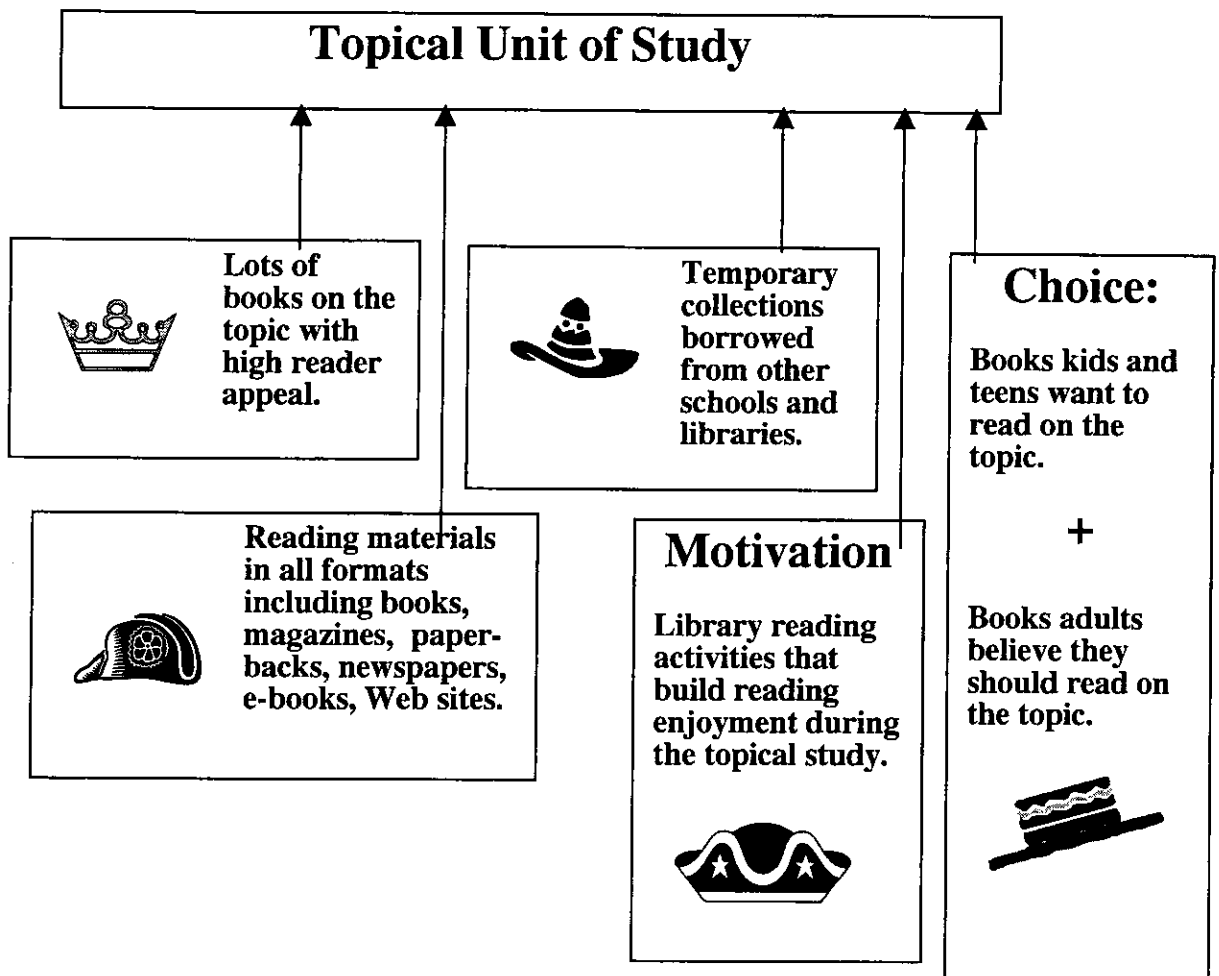 Topical Unit of Study
Lots of
books on the
topic with
high reader
appeal.
Temporary
collections
borrowed
from other
schools and
libraries.
Choice:
Books kids and
teens want to
read on the
topic.
+
Books adults
believe they
should read on
the topic.
Reading materials
in all formats
including books,
magazines, paper-
backs, newspapers,
e-books, Web sites.
Motivation
Library reading
activities that
build reading
enjoyment during
the topical study.